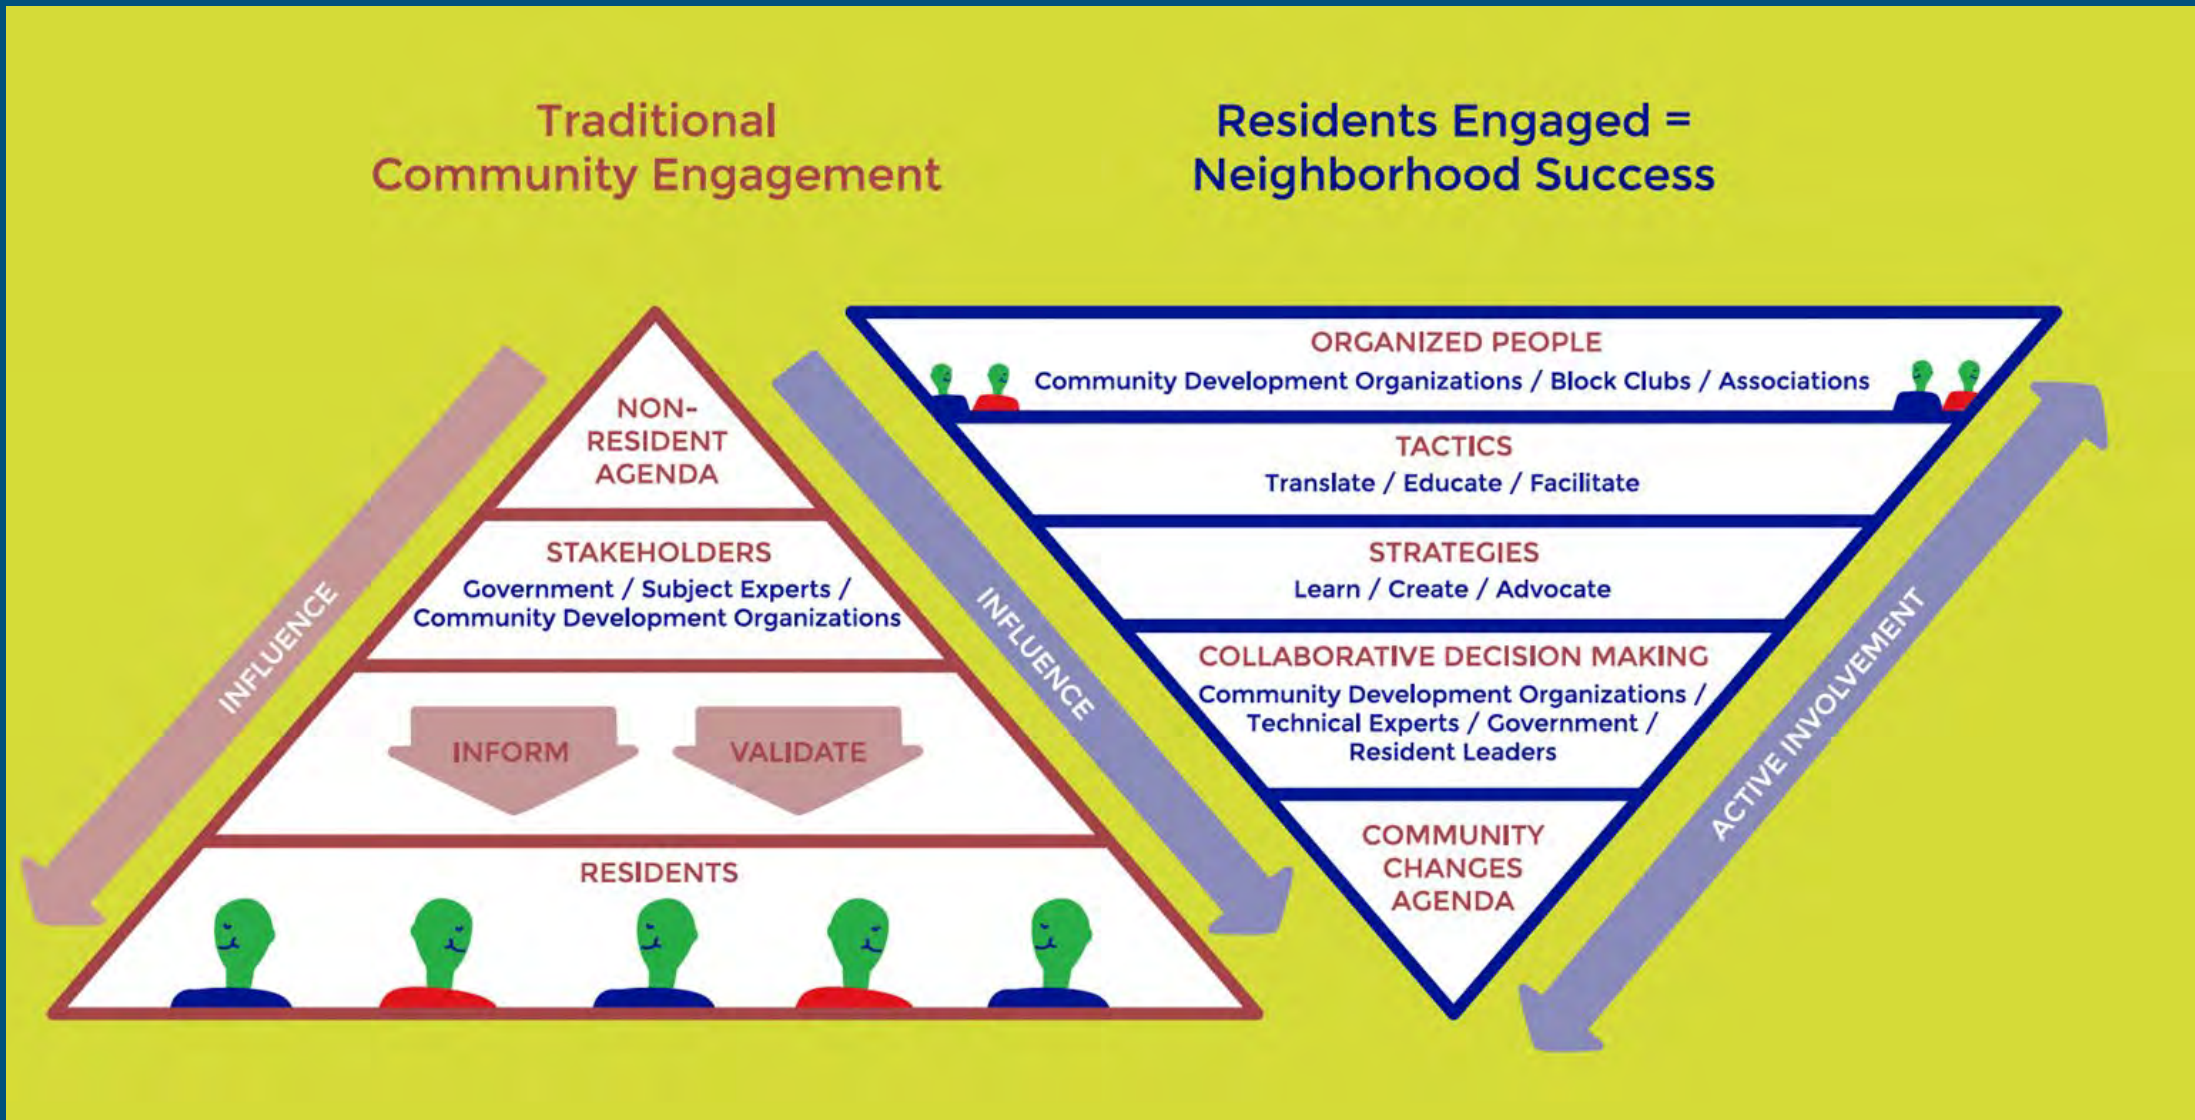 Traditional
Community Engagement
NON-
RESIDENT
AGENDA
STAKEHOLDERS
Government / Subject Experts /
Community Development Organizations
INFORM
VALIDATE
RESIDENTS
INFLUENCE
Residents Engaged =
Neighborhood Success
ORGANIZED PEOPLE
Community Development Organizations / Block Clubs / Associations
TACTICS
Translate / Educate / Facilitate
STRATEGIES
Learn / Create / Advocate
COLLABORATIVE DECISION MAKING
Community Development Organizations /
Technical Experts / Government /
Resident Leaders
COMMUNITY
CHANGES
AGENDA
INFLUENCE
ACTIVE INVOLVEMENT